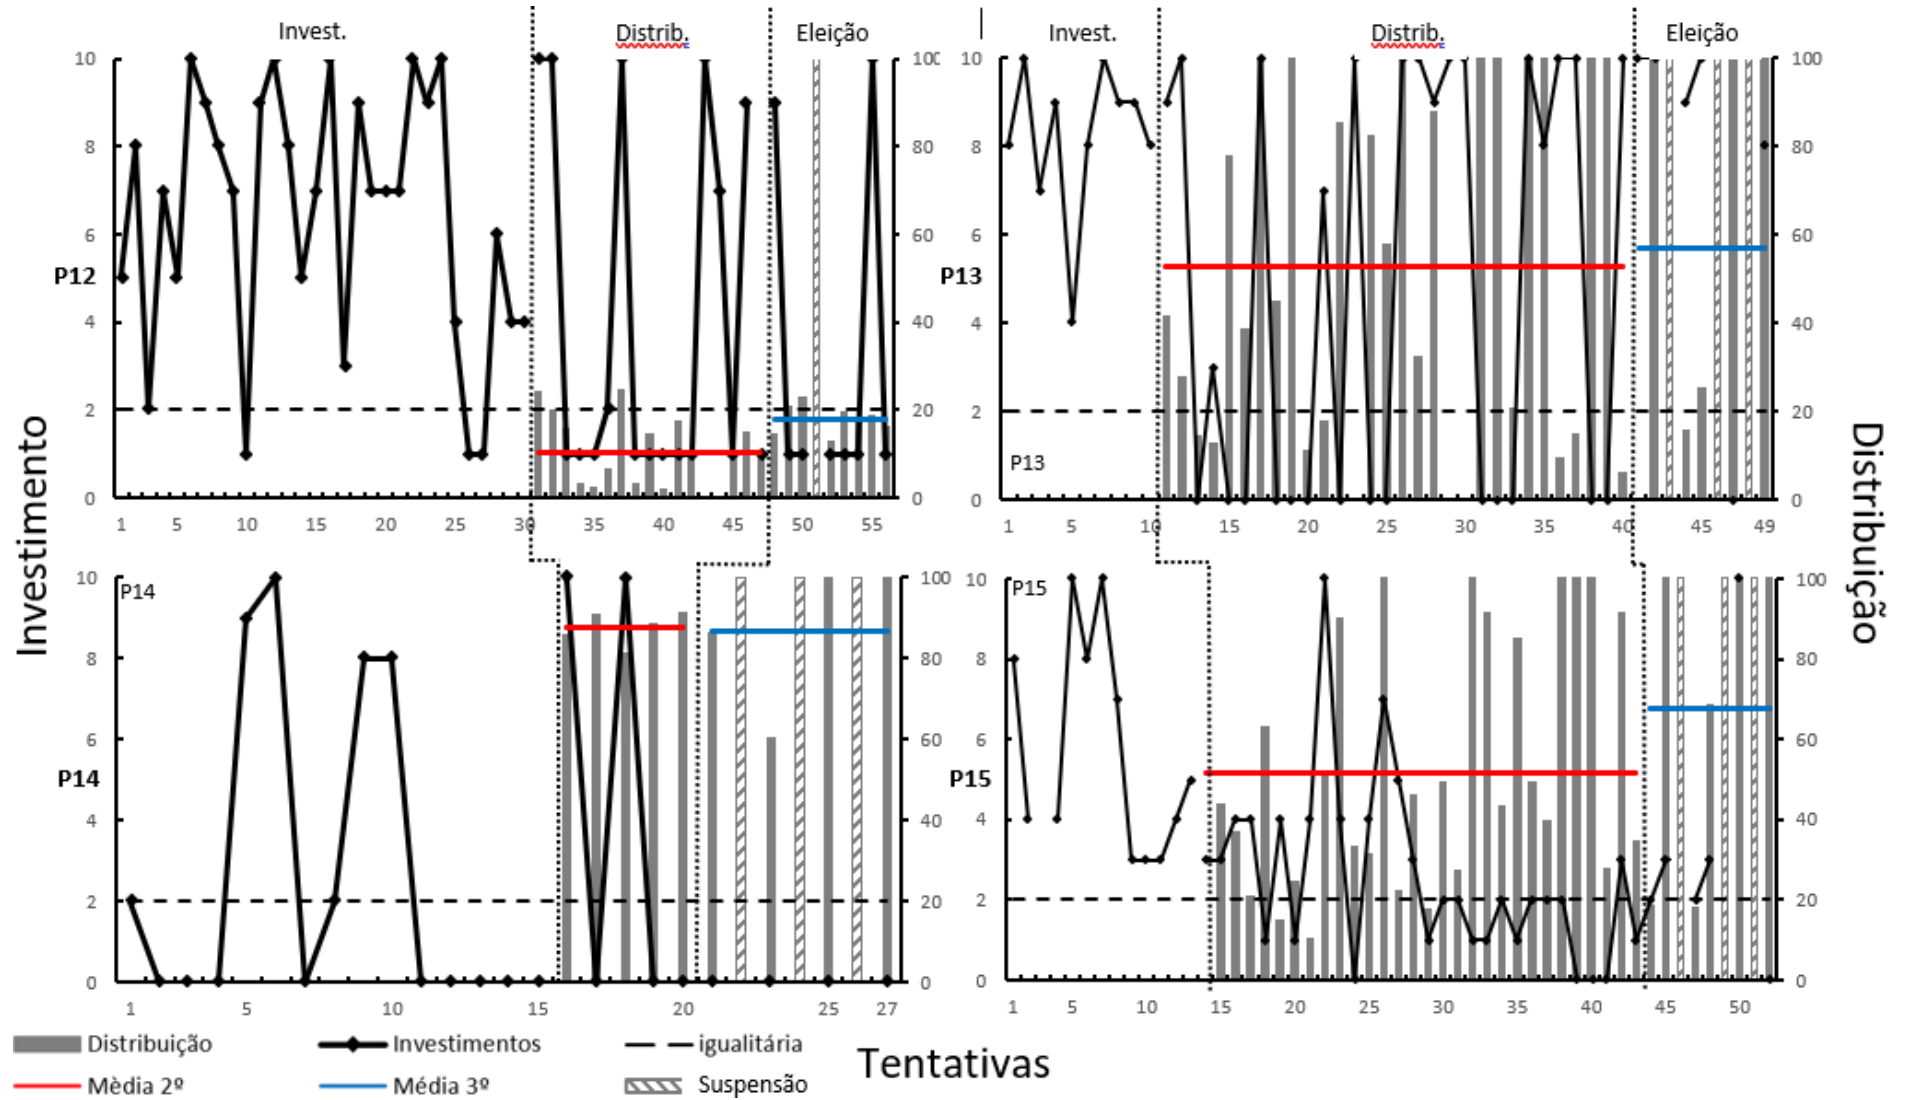 Invest. Distrib. Eleição Invest. Distrib. Eleição
10 100 10 100
8 80 8 80
6 60 6 60
P12 P13
4 40 4 40
2 20 2 20
P13
0 0 0 0
1 5 10 15 20 25 30 35 40 45 50 55 1 5 10 15 20 25 30 35 40 45 49
Investimento
Distribuição
10 P14 100 10 P15 100
8 80 8 80
6 60 6 60
P14 P15
4 40 4 40
2 20 2 20
0 0 0 0
1 5 10 15 20 25 27 1 5 10 15 20 25 30 35 40 45 50
Distribuição Investimentos igualitária
Mèdia 2º Média 3º Suspensão
Tentativas